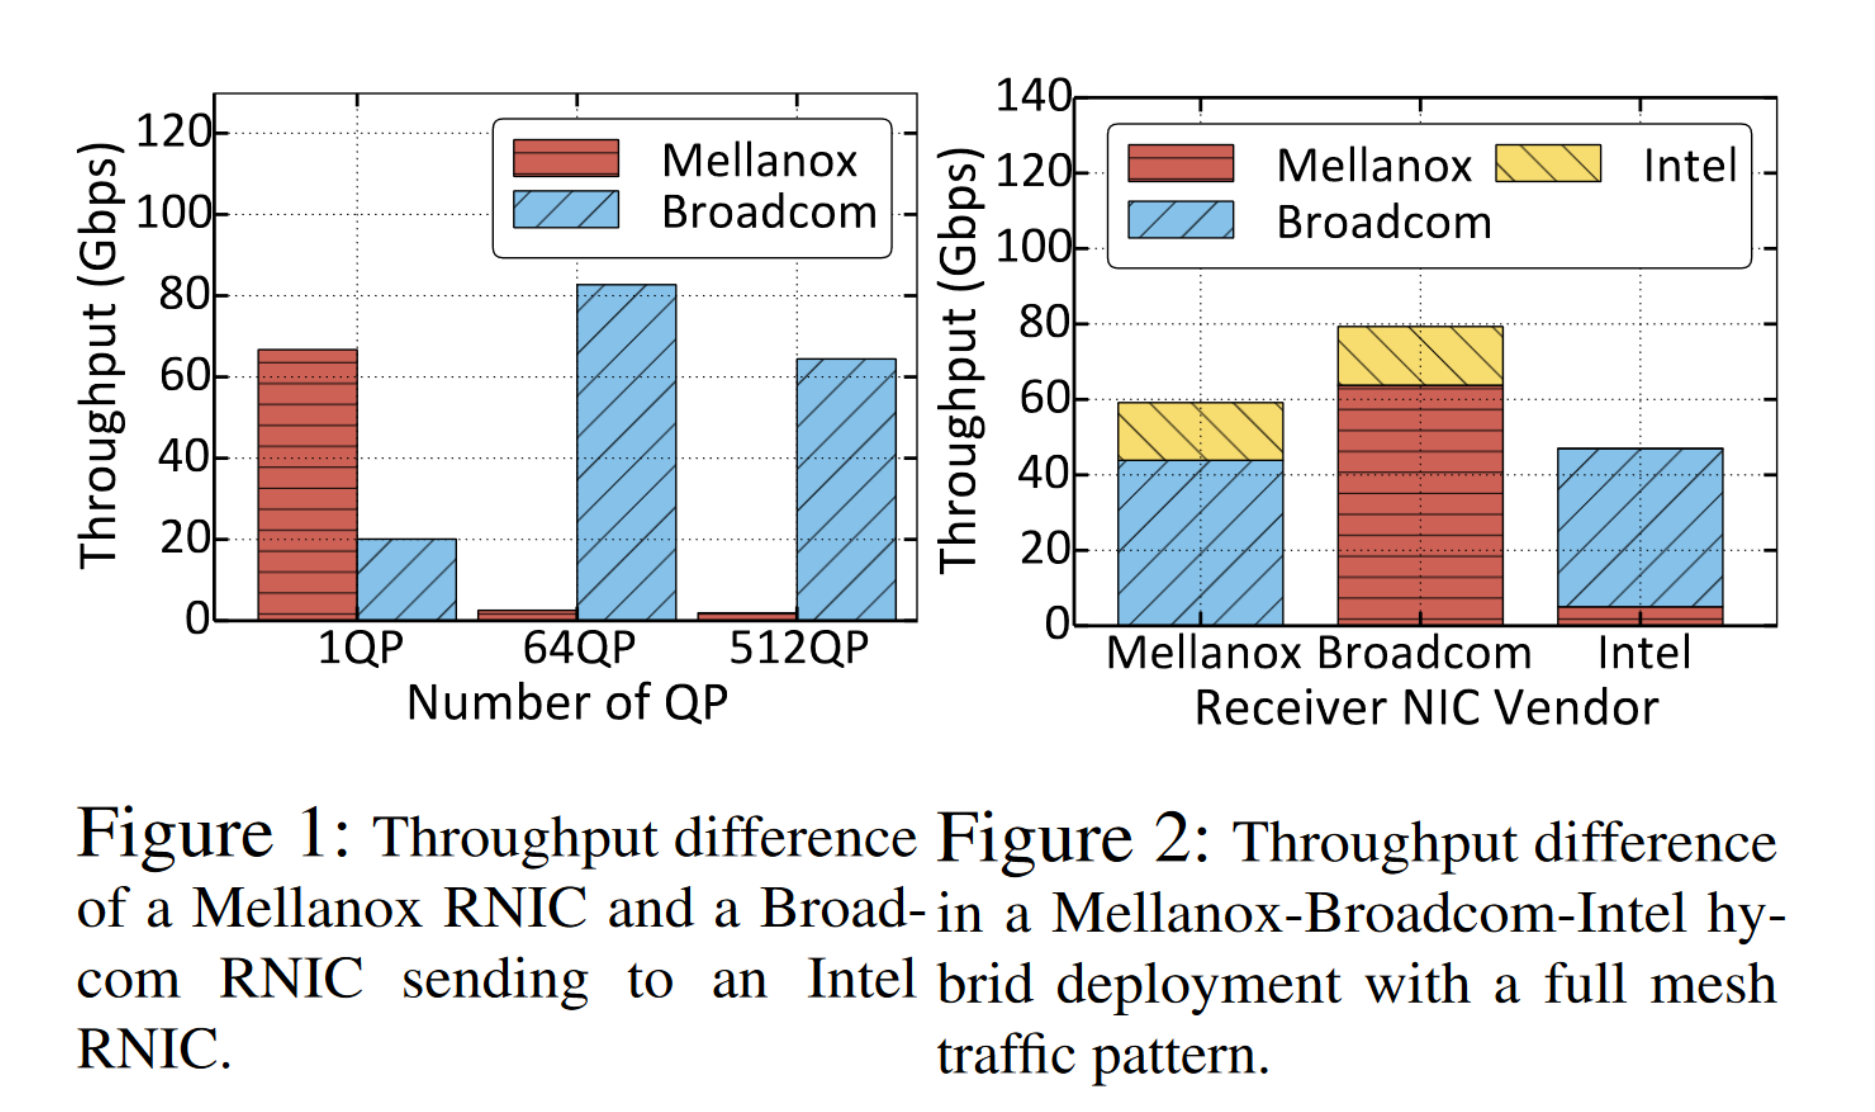 Throughput (Gbps)
120
100
80
60
40
20
0
Mellanox
Broadcom
1QP 64QP 512QP
Number of QP
Throughput (Gbps)
140
120
100
80
60
40
20
0
Mellanox Intel
Broadcom
Mellanox Broadcom Intel
Receiver NIC Vendor
Figure 1: Throughput difference
of a Mellanox RNIC and a Broad-
com RNIC sending to an Intel
RNIC.
Figure 2: Throughput difference
in a Mellanox-Broadcom-Intel hy-
brid deployment with a full mesh
traffic pattern.